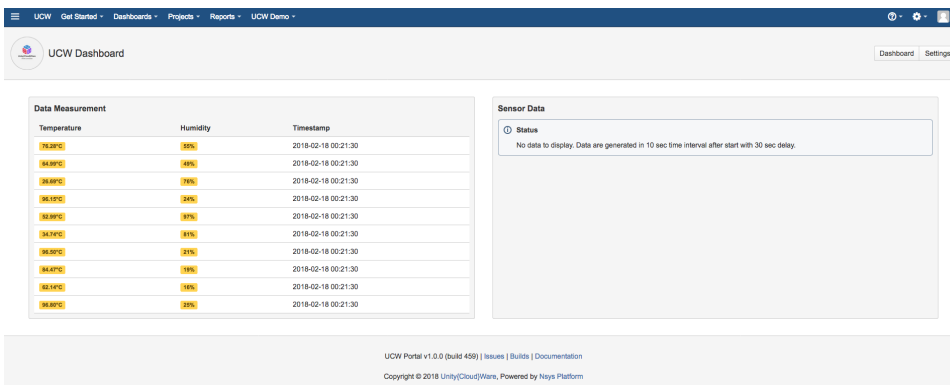 UCW Get Started Dashboards Projects Reports UCW Demo
UCW Dashboard
Dashboard Settings
Data Measurement
Temperature Humidity Timestamp
76.28°C 55% 2018-02-18 00:21:30
84.99°C 49% 2018-02-18 00:21:30
26.69°C 76% 2018-02-18 00:21:30
96.15°C 24% 2018-02-18 00:21:30
52.99°C 97% 2018-02-18 00:21:30
34.74°C 81% 2018-02-18 00:21:30
96.50°C 21% 2018-02-18 00:21:30
84.47°C 19% 2018-02-18 00:21:30
62.14°C 16% 2018-02-18 00:21:30
96.80°C 25% 2018-02-18 00:21:30
Sensor Data
Status
No data to display. Data are generated in 10 sec time interval after start with 30 sec delay.
UCW Portal v1.0.0 (build 459) | Issues | Builds | Documentation
Copyright © 2018 Unity{Cloud}Ware, Powered by Nsys Platform